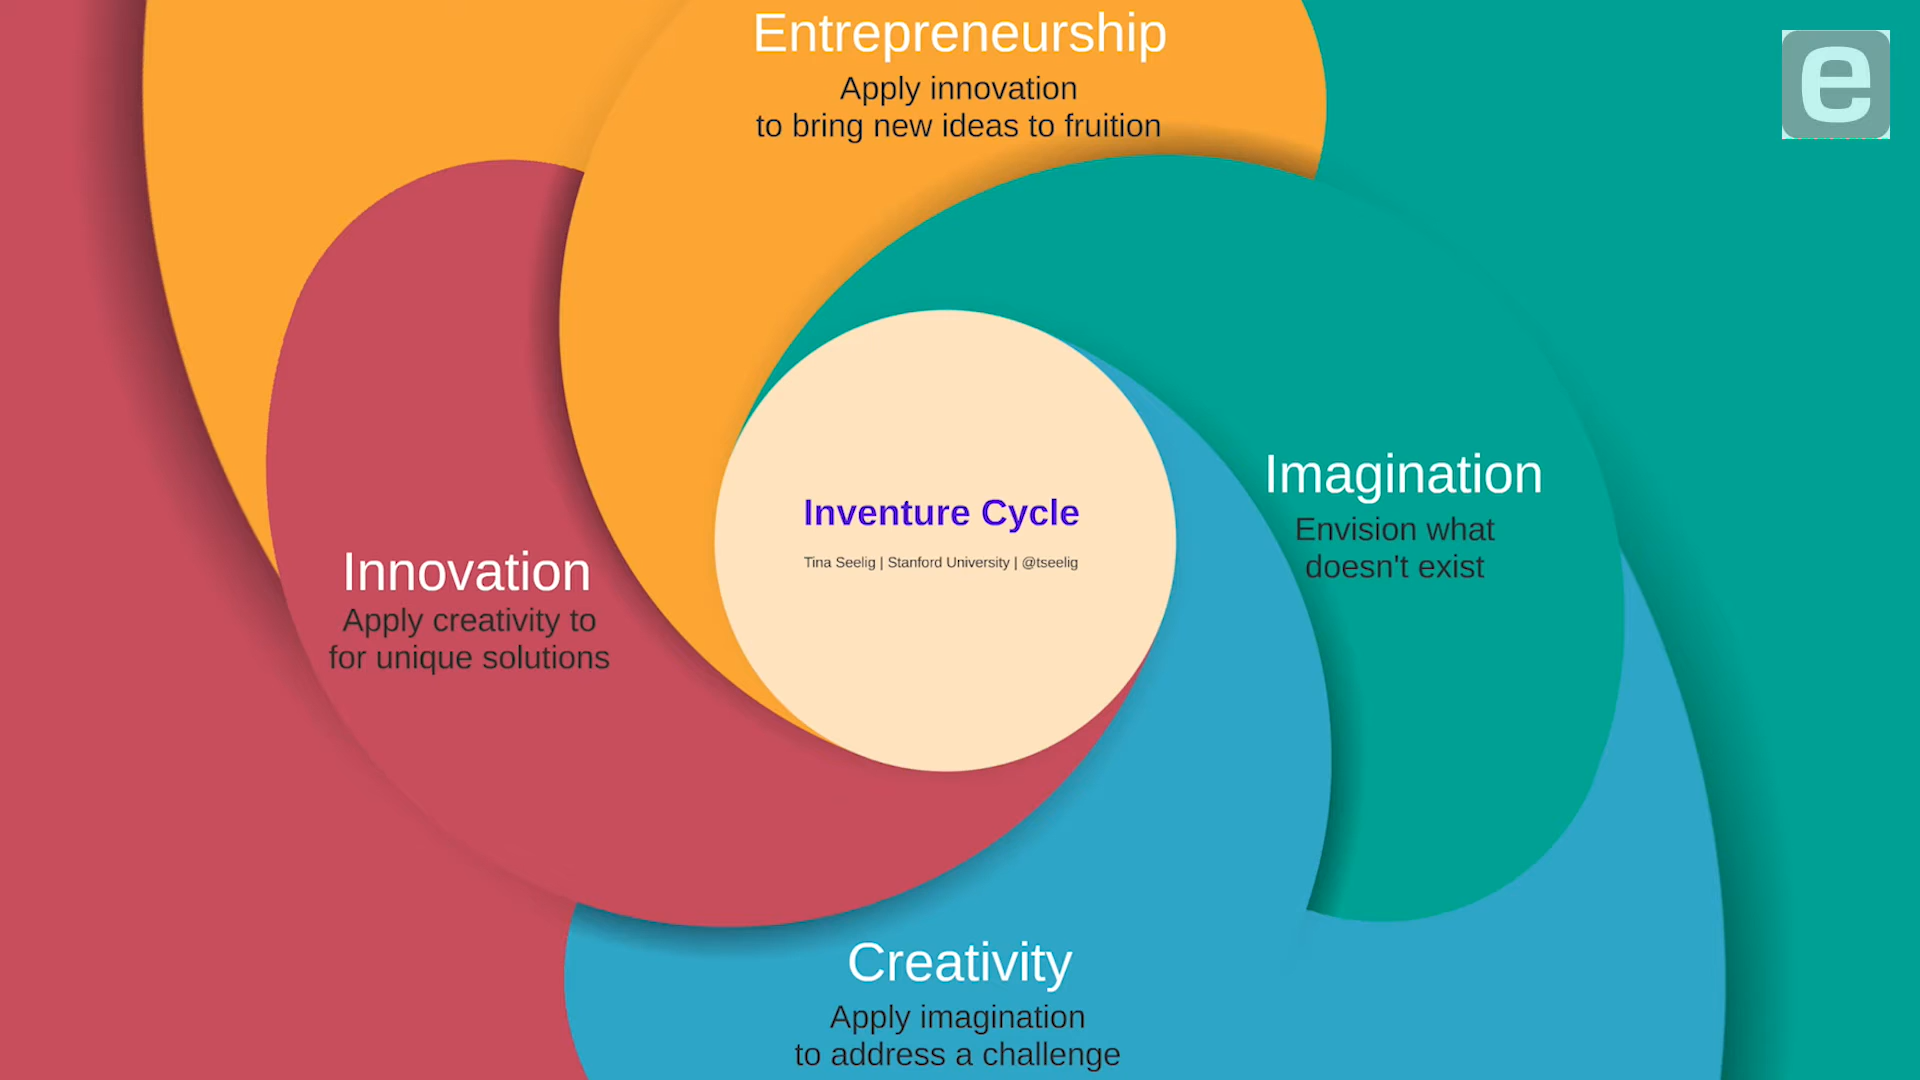 Entrepreneurship
Apply innovation
to bring new ideas to fruition
e
Imagination
Envision what
doesn't exist
Inventure Cycle
Tina Seelig | Stanford University | @tseelig
Innovation
Apply creativity to
for unique solutions
Creativity
Apply imagination
to address a challenge